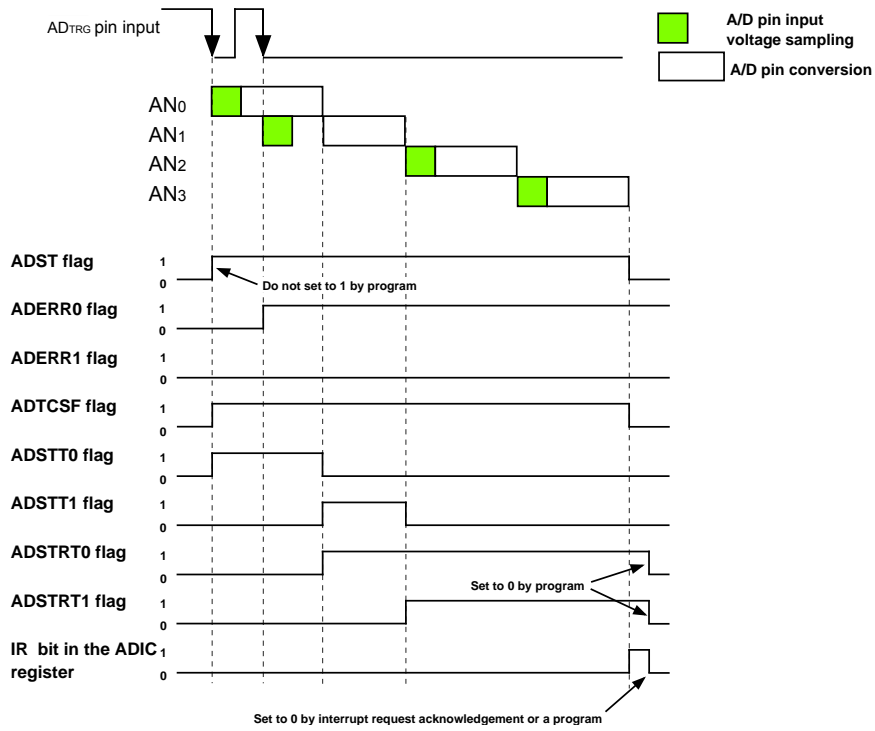 ADTRG pin input
A/D pin input
voltage sampling
A/D pin conversion
AN0
AN1
AN2
AN3
ADST flag
1
0
Do not set to 1 by program
ADERR0 flag
1
0
ADERR1 flag
1
0
ADTCSF flag
1
0
ADSTT0 flag
1
0
ADSTT1 flag
1
0
ADSTRT0 flag
1
0
Set to 0 by program
ADSTRT1 flag
1
0
IR bit in the ADIC
register
1
0
Set to 0 by interrupt request acknowledgement or a program